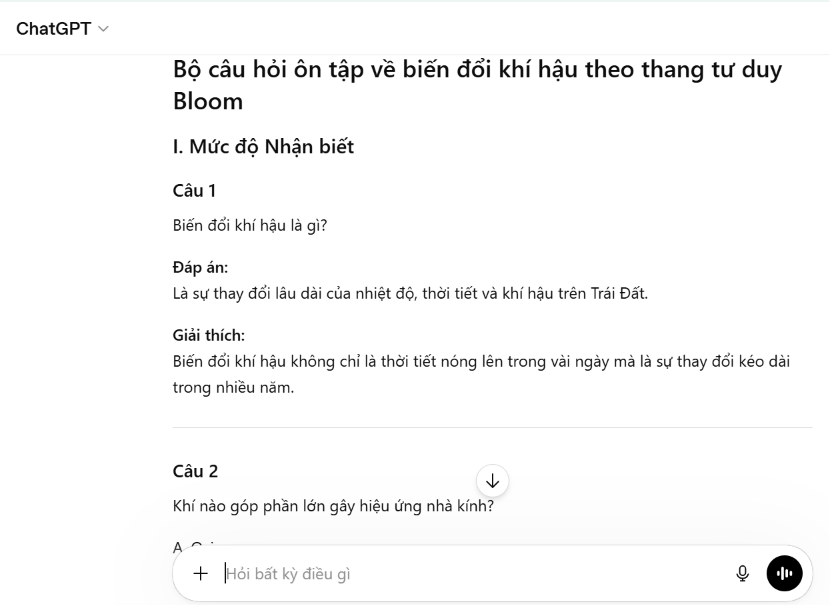 ChatGPT
Bộ câu hỏi ôn tập về biến đổi khí hậu theo thang tư duy
Bloom
I. Mức độ Nhận biết
Câu 1
Biến đổi khí hậu là gì?
Đáp án:
Là sự thay đổi lâu dài của nhiệt độ, thời tiết và khí hậu trên Trái Đất.
Giải thích:
Biến đổi khí hậu không chỉ là thời tiết nóng lên trong vài ngày mà là sự thay đổi kéo dài
trong nhiều năm.
Câu 2
Khí nào góp phần lớn gây hiệu ứng nhà kính?
A.
Hỏi bất kỳ điều gì